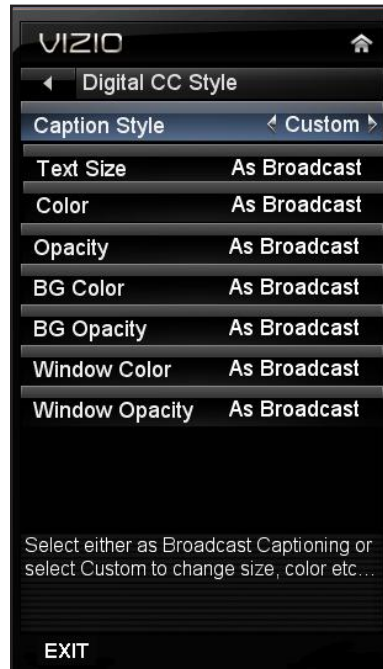 VIZIO
Digital CC Style
Caption Style Custom
Text Size As Broadcast
Color As Broadcast
Opacity As Broadcast
BG Color As Broadcast
BG Opacity As Broadcast
Window Color As Broadcast
Window Opacity As Broadcast
Select either as Broadcast Captioning or
select Custom to change size, color etc...
EXIT